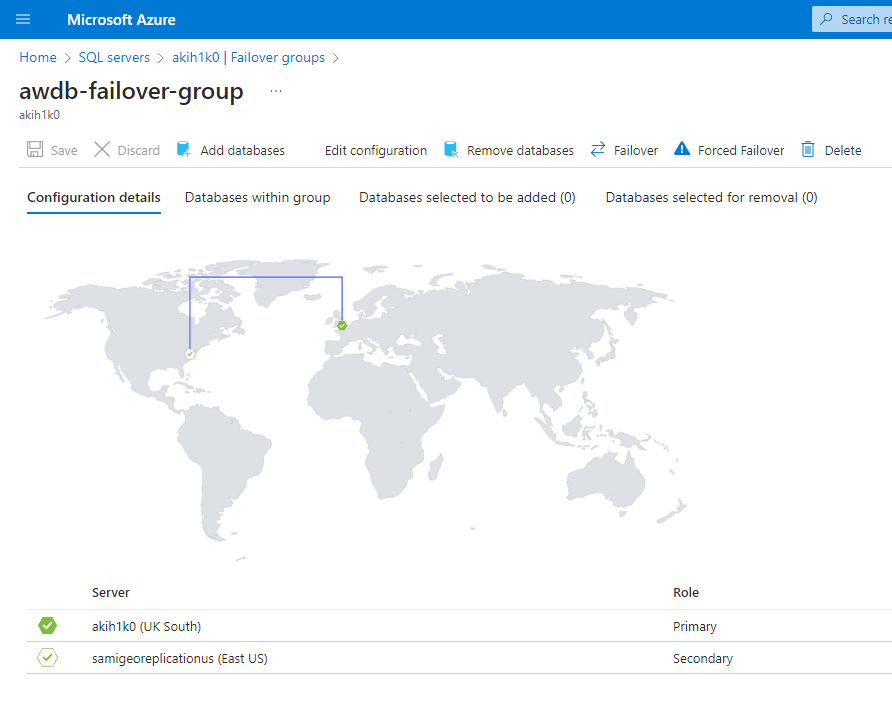 Microsoft Azure
Search re
Home > SQL servers > akih1k0 | Failover groups >
awdb-failover-group ...
akih1k0
Save Discard Add databases Edit configuration Remove databases Failover Forced Failover Delete
Configuration details Databases within group Databases selected to be added (0) Databases selected for removal (0)
Server Role
akih1k0 (UK South) Primary
samigeoreplicationus (East US) Secondary